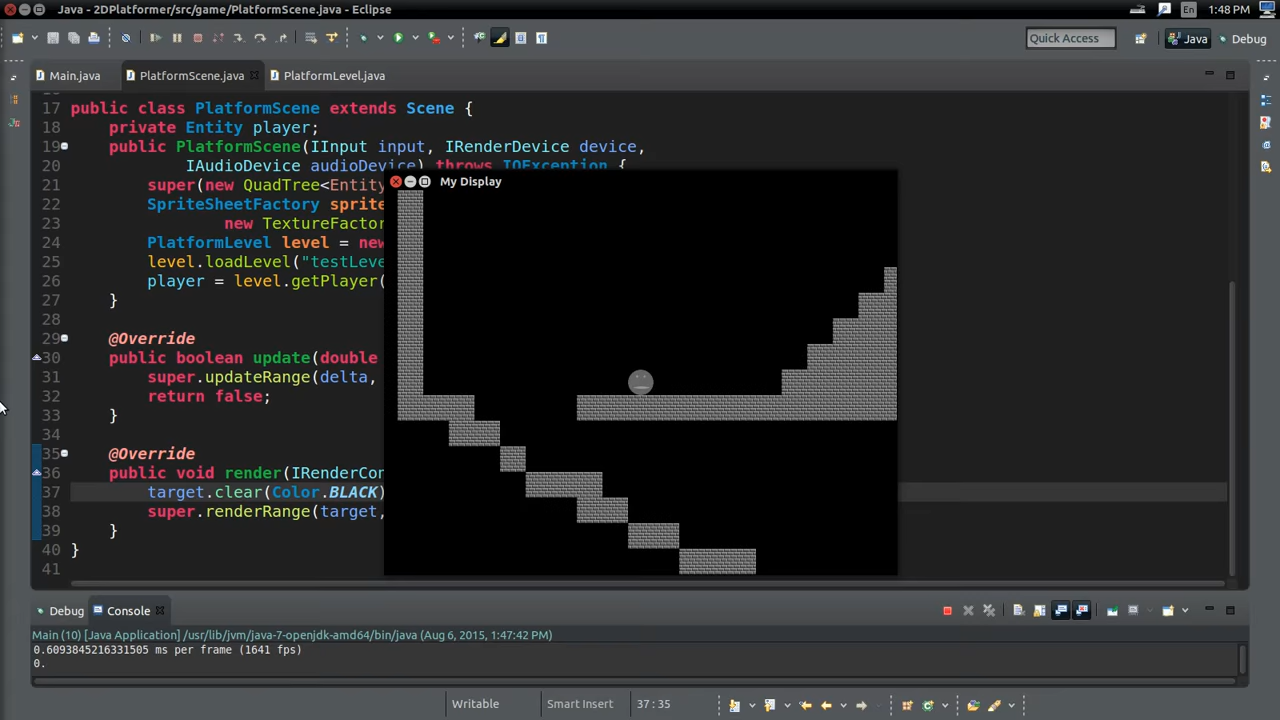 Java - 2DPlatformer/src/game/PlatformScene.java - Eclipse
En
1:48 PM
Quick Access
Java
Debug
Main.java
PlatformScene.java
PlatformLevel.java
17 public class PlatformScene extends Scene {
18 private Entity player;
19 public PlatformScene(IInput input, IRenderDevice device,
20 IAudioDevice audioDevice) throws IOException {
21 super(new QuadTree<Entity
22 SpriteSheetFactory sprite
23 new TextureFactor
24 PlatformLevel level = new
25 level.loadLevel("testLeve
26 player = level.getPlayer(
27 }
28
29 @Override
30 public boolean update(double
31 super.updateRange(delta,
32 return false;
33 }
34
35 @Override
36 public void render(IRenderCon
37 target.clear(Color.BLACK)
38 super.renderRange(target,
39 }
40 }
41
My Display
Debug
Console
Main (10) [Java Application] /usr/lib/jvm/java-7-openjdk-amd64/bin/java (Aug 6, 2015, 1:47:42 PM)
0.6093845216331505 ms per frame (1641 fps)
0.
Writable
Smart Insert
37 : 35